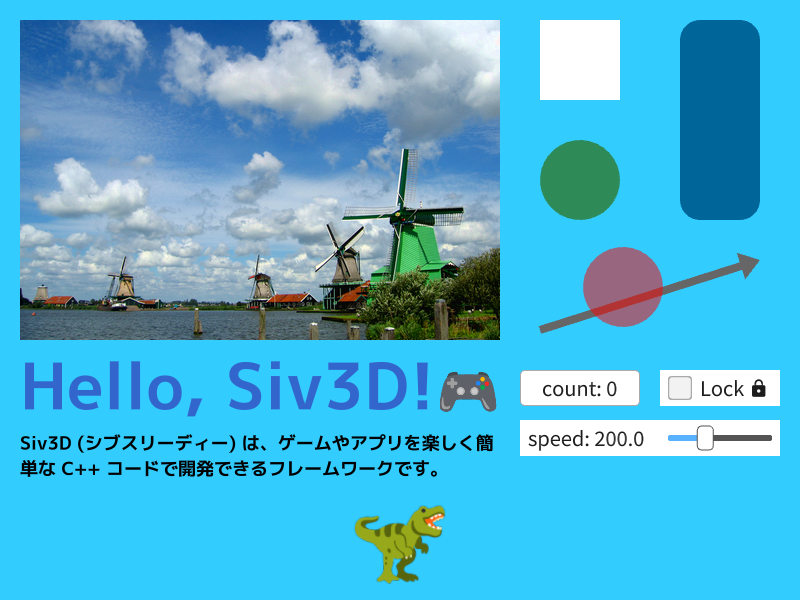 Hello, Siv3D!
Siv3D (シブスリーディー) は、ゲームやアプリを楽しく簡
単な C++ コードで開発できるフレームワークです。
count: 0
Lock
speed: 200.0